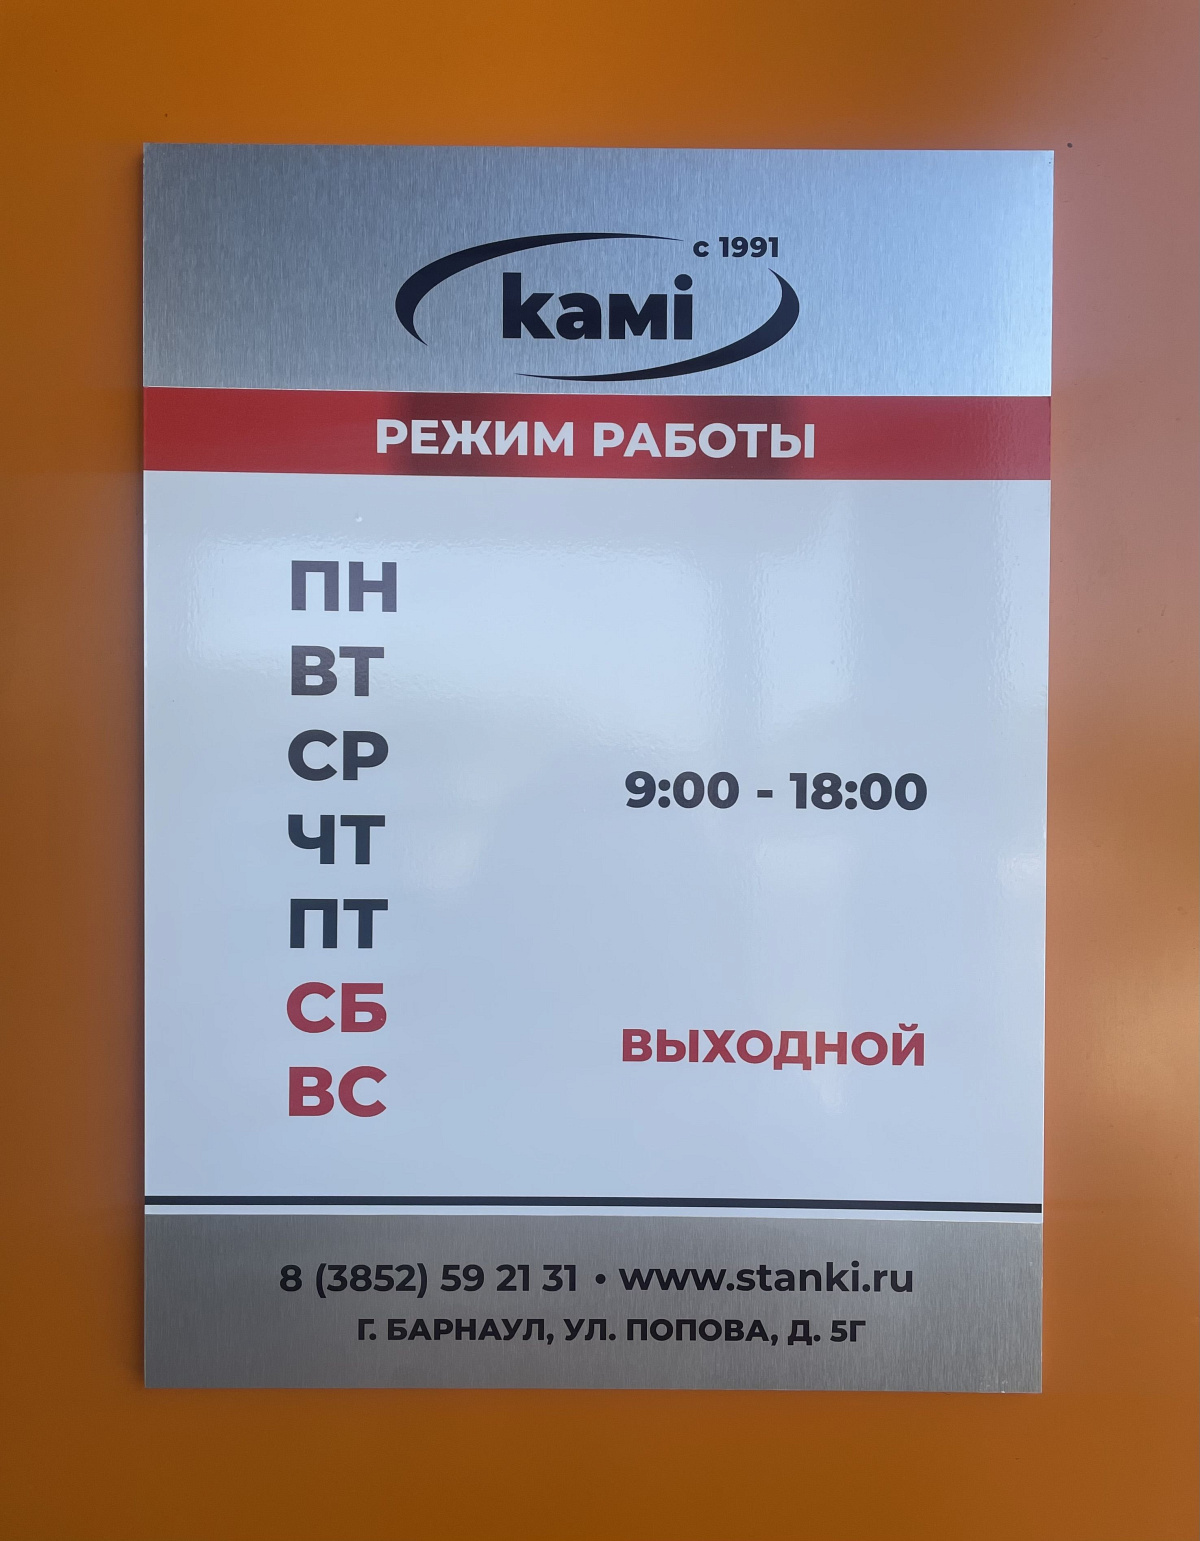 с 1991
kaмi
РЕЖИМ РАБОТЫ
ПН
ВТ
СР
9:00 - 18:00
ЧТ
ПТ
СБ
ВЫХОДНОЙ
ВС
8 (3852) 59 21 31 • www.stanki.ru
Г. БАРНАУЛ, УЛ. ПОПОВА, Д. 5Г